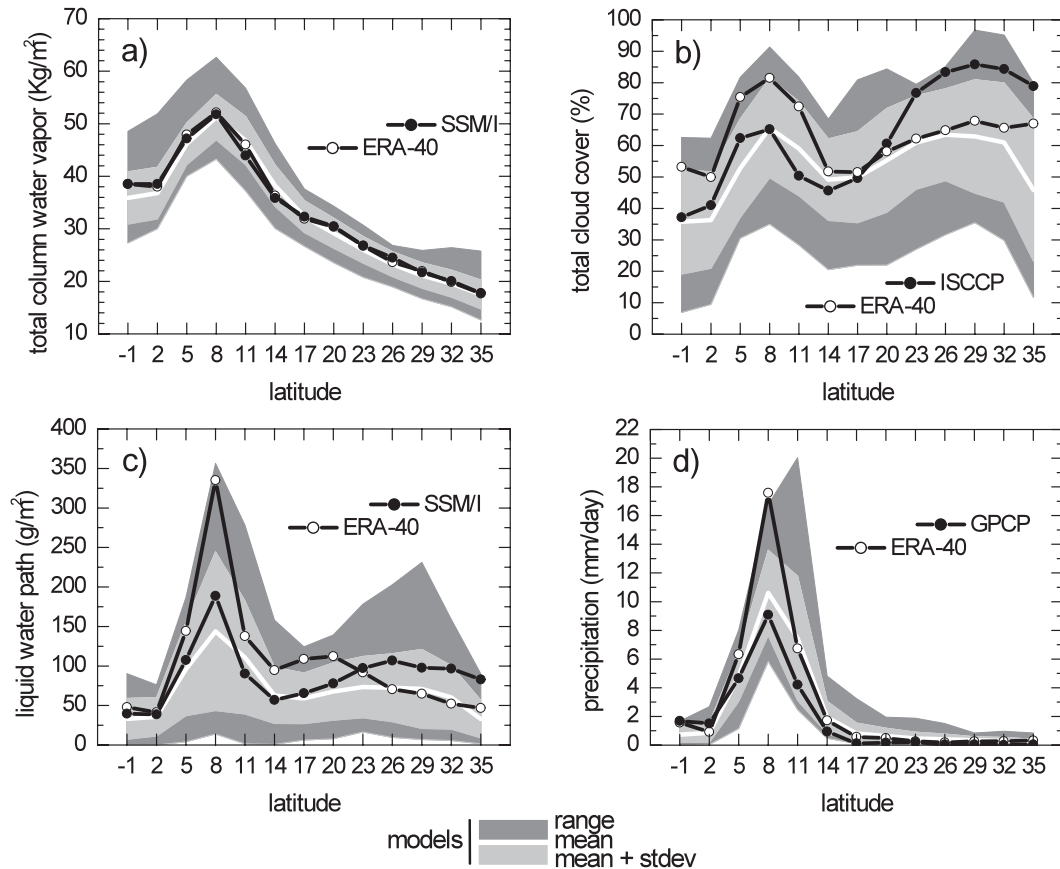 a)
total column water vapor (Kg/m²)
70
60
50
40
30
20
10
SSM/I
ERA-40
-1 2 5 8 11 14 17 20 23 26 29 32 35
latitude
b)
total cloud cover (%)
100
90
80
70
60
50
40
30
20
10
0
ISCCP
ERA-40
-1 2 5 8 11 14 17 20 23 26 29 32 35
latitude
c)
liquid water path (g/m²)
400
350
300
250
200
150
100
50
0
SSM/I
ERA-40
-1 2 5 8 11 14 17 20 23 26 29 32 35
latitude
d)
precipitation (mm/day)
22
20
18
16
14
12
10
8
6
4
2
0
GPCP
ERA-40
-1 2 5 8 11 14 17 20 23 26 29 32 35
latitude
models
range
mean
mean + stdev